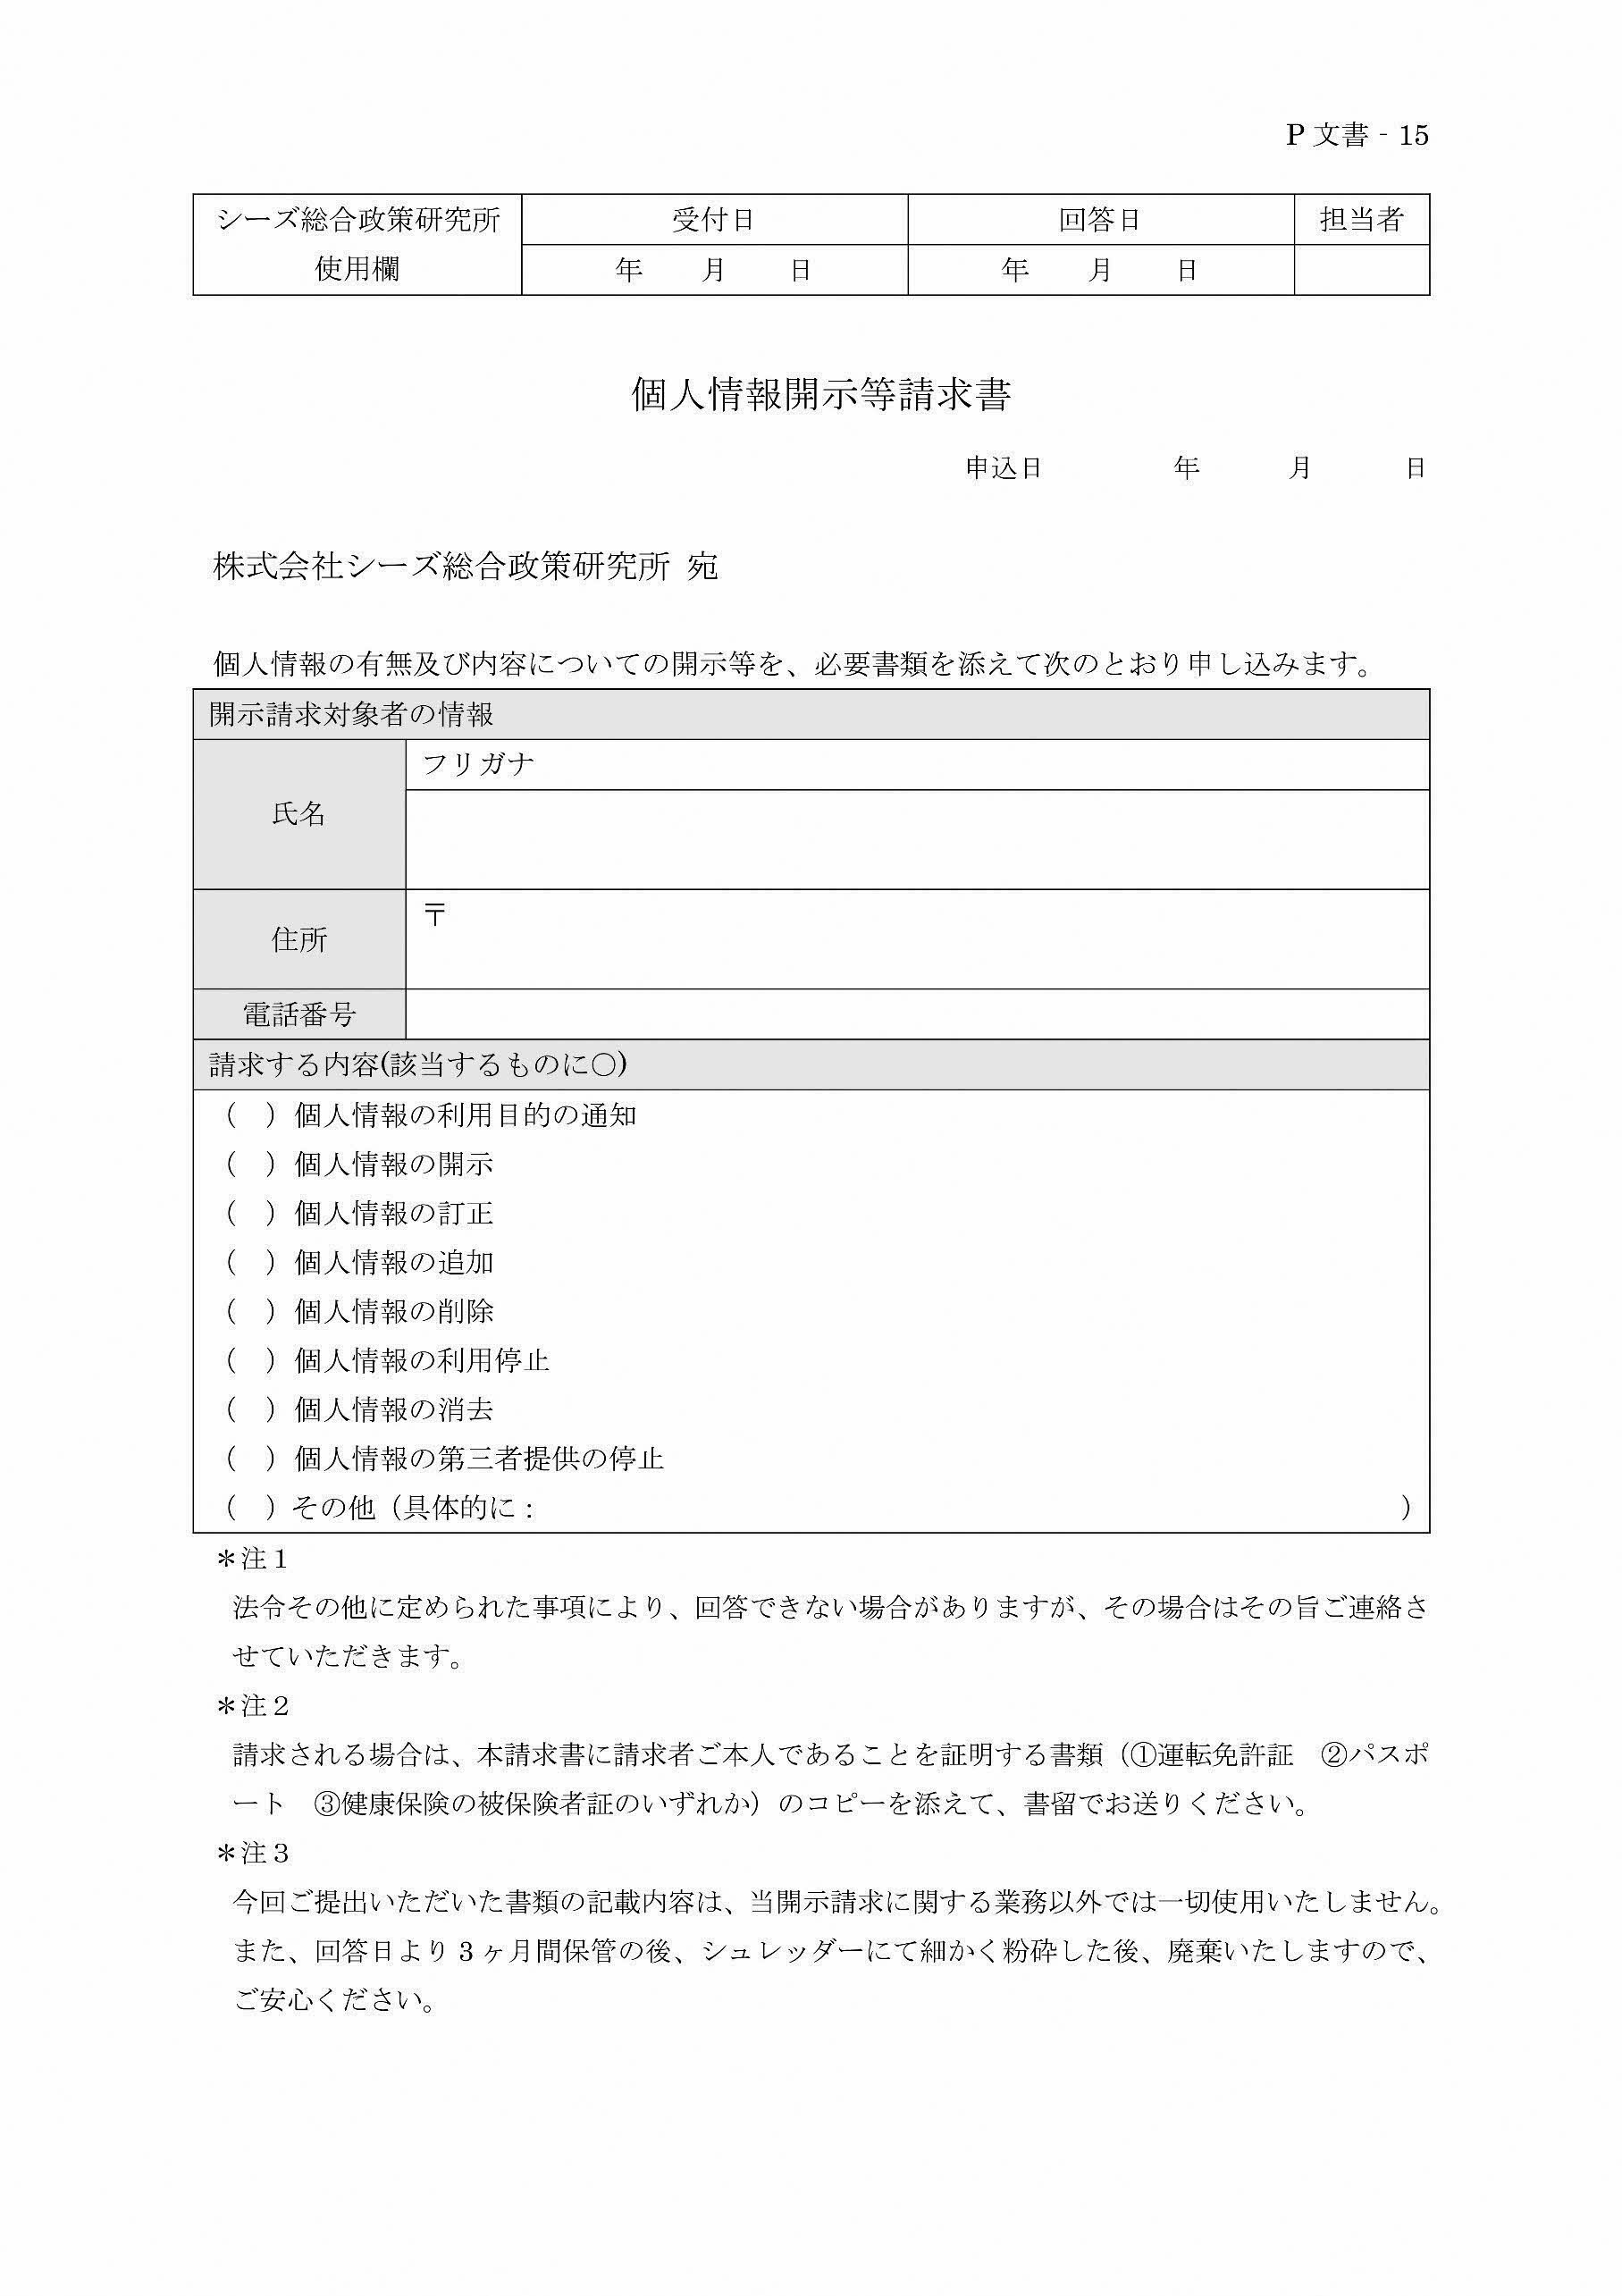 P 文書 - 15
シーズ総合政策研究所 受付日 回答日 担当者
使用欄 年 月 日 年 月 日
個人情報開示等請求書
申込日 年 月 日
株式会社シーズ総合政策研究所 宛
個人情報の有無及び内容についての開示等を、必要書類を添えて次のとおり申し込みます。
開示請求対象者の情報
フリガナ
氏名
〒
住所
電話番号
請求する内容(該当するものに〇)
（　）個人情報の利用目的の通知
（　）個人情報の開示
（　）個人情報の訂正
（　）個人情報の追加
（　）個人情報の削除
（　）個人情報の利用停止
（　）個人情報の消去
（　）個人情報の第三者提供の停止
（　）その他（具体的に：　）
＊注１
法令その他に定められた事項により、回答できない場合がありますが、その場合はその旨ご連絡さ
せていただきます。
＊注２
請求される場合は、本請求書に請求者ご本人であることを証明する書類（①運転免許証　②パスポ
ート　③健康保険の被保険者証のいずれか）のコピーを添えて、書留でお送りください。
＊注３
今回ご提出いただいた書類の記載内容は、当開示請求に関する業務以外では一切使用いたしません。
また、回答日より 3 ヶ月間保管の後、シュレッダーにて細かく粉砕した後、廃棄いたしますので、
ご安心ください。